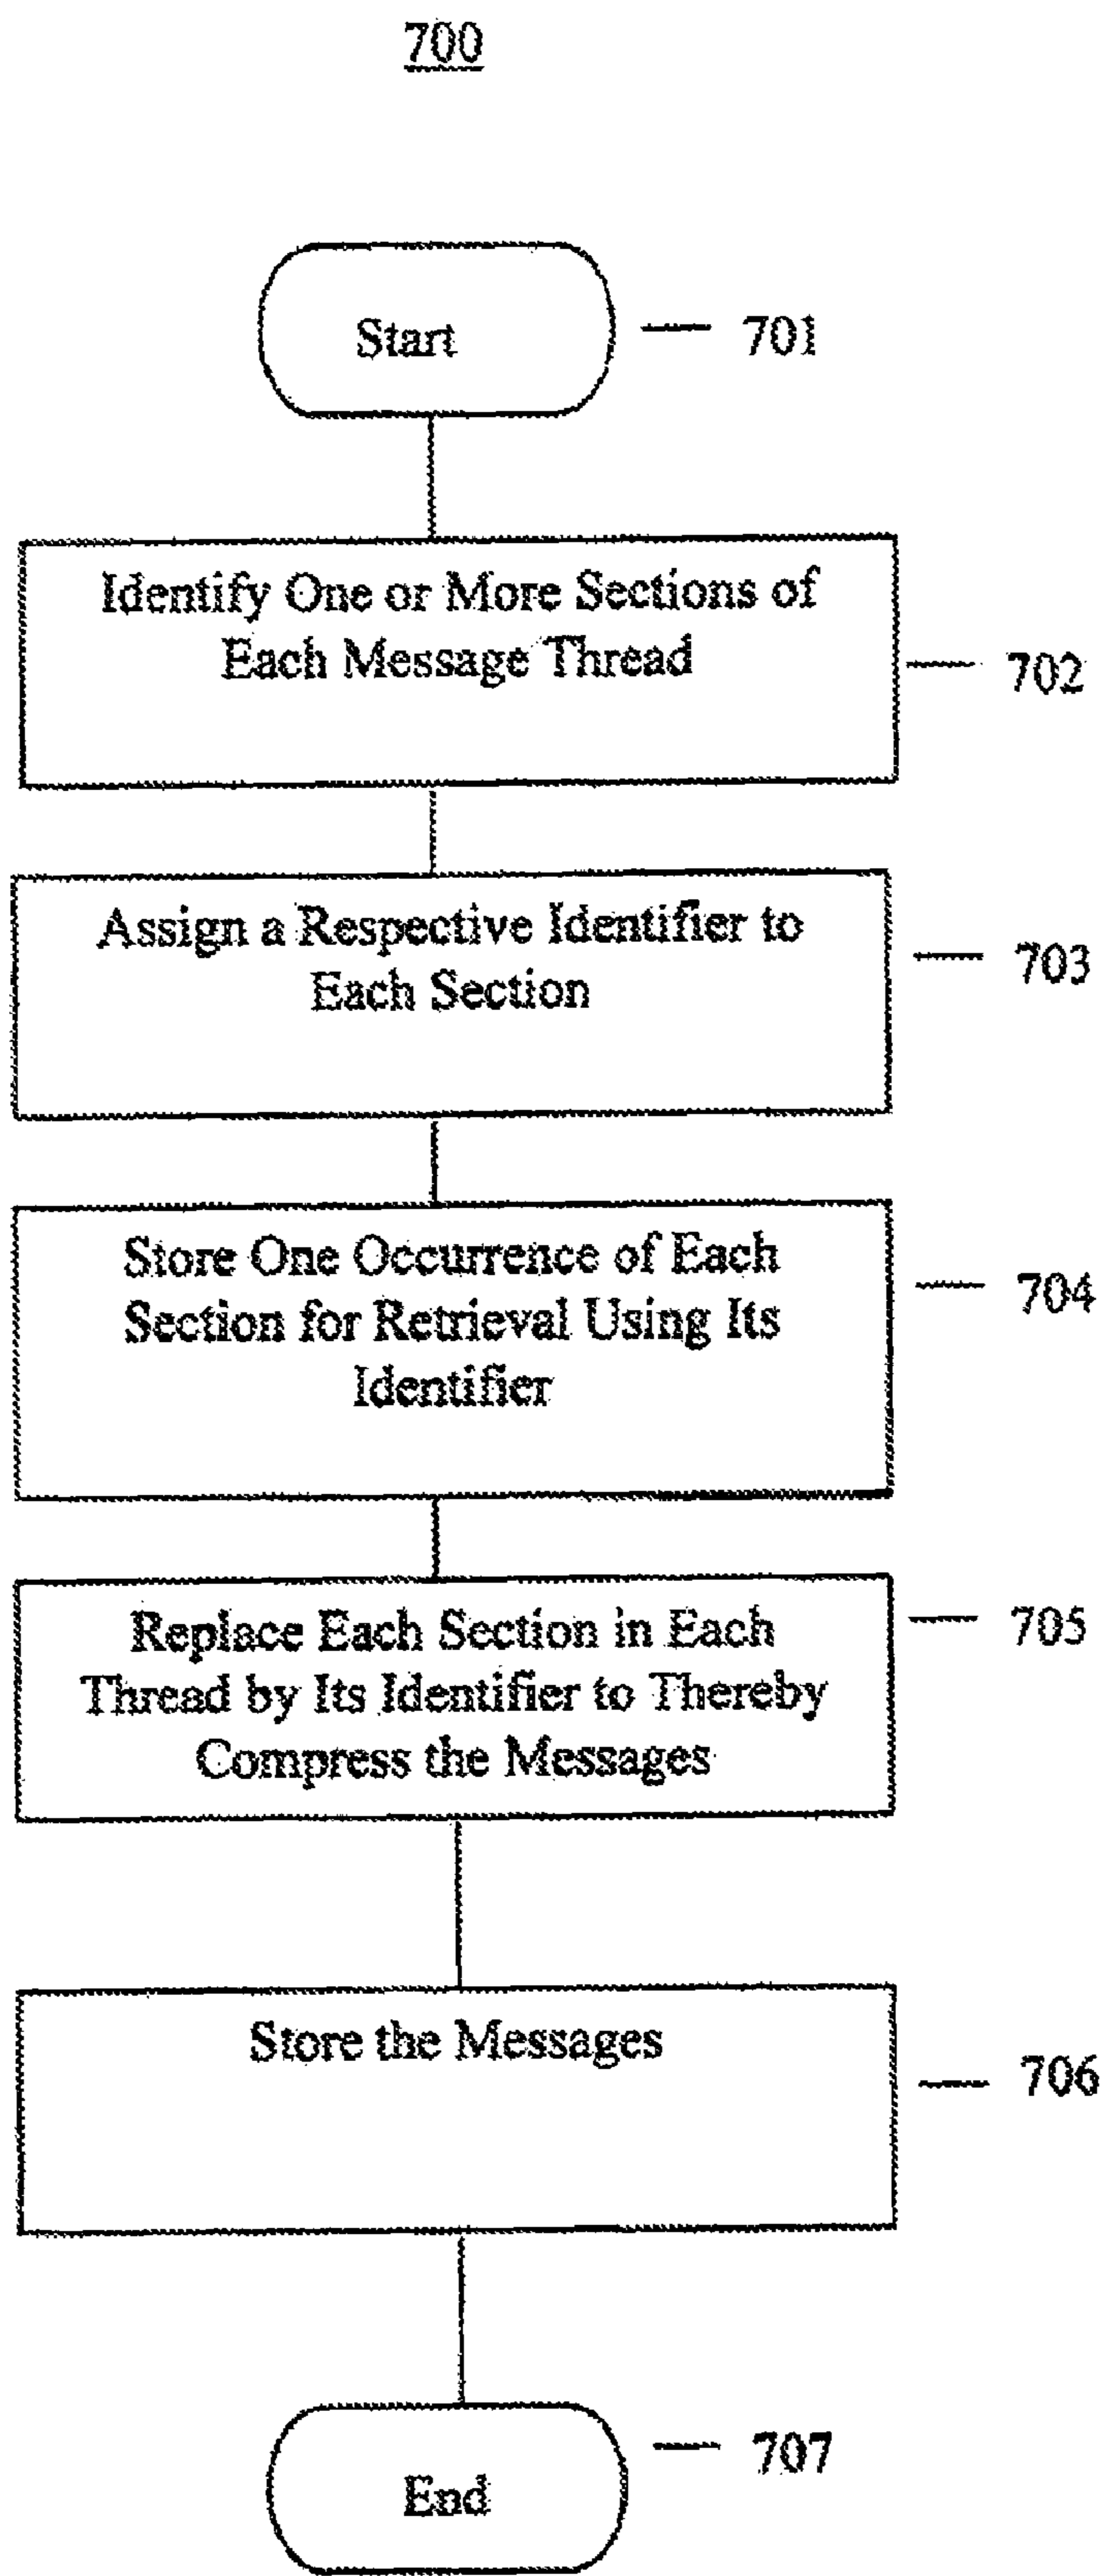 700
Start
701
Identify One or More Sections of
Each Message Thread
702
Assign a Respective Identifier to
Each Section
703
Store One Occurrence of Each
Section for Retrieval Using Its
Identifier
704
Replace Each Section in Each
Thread by Its Identifier to Thereby
Compress the Messages
705
Store the Messages
706
End
707